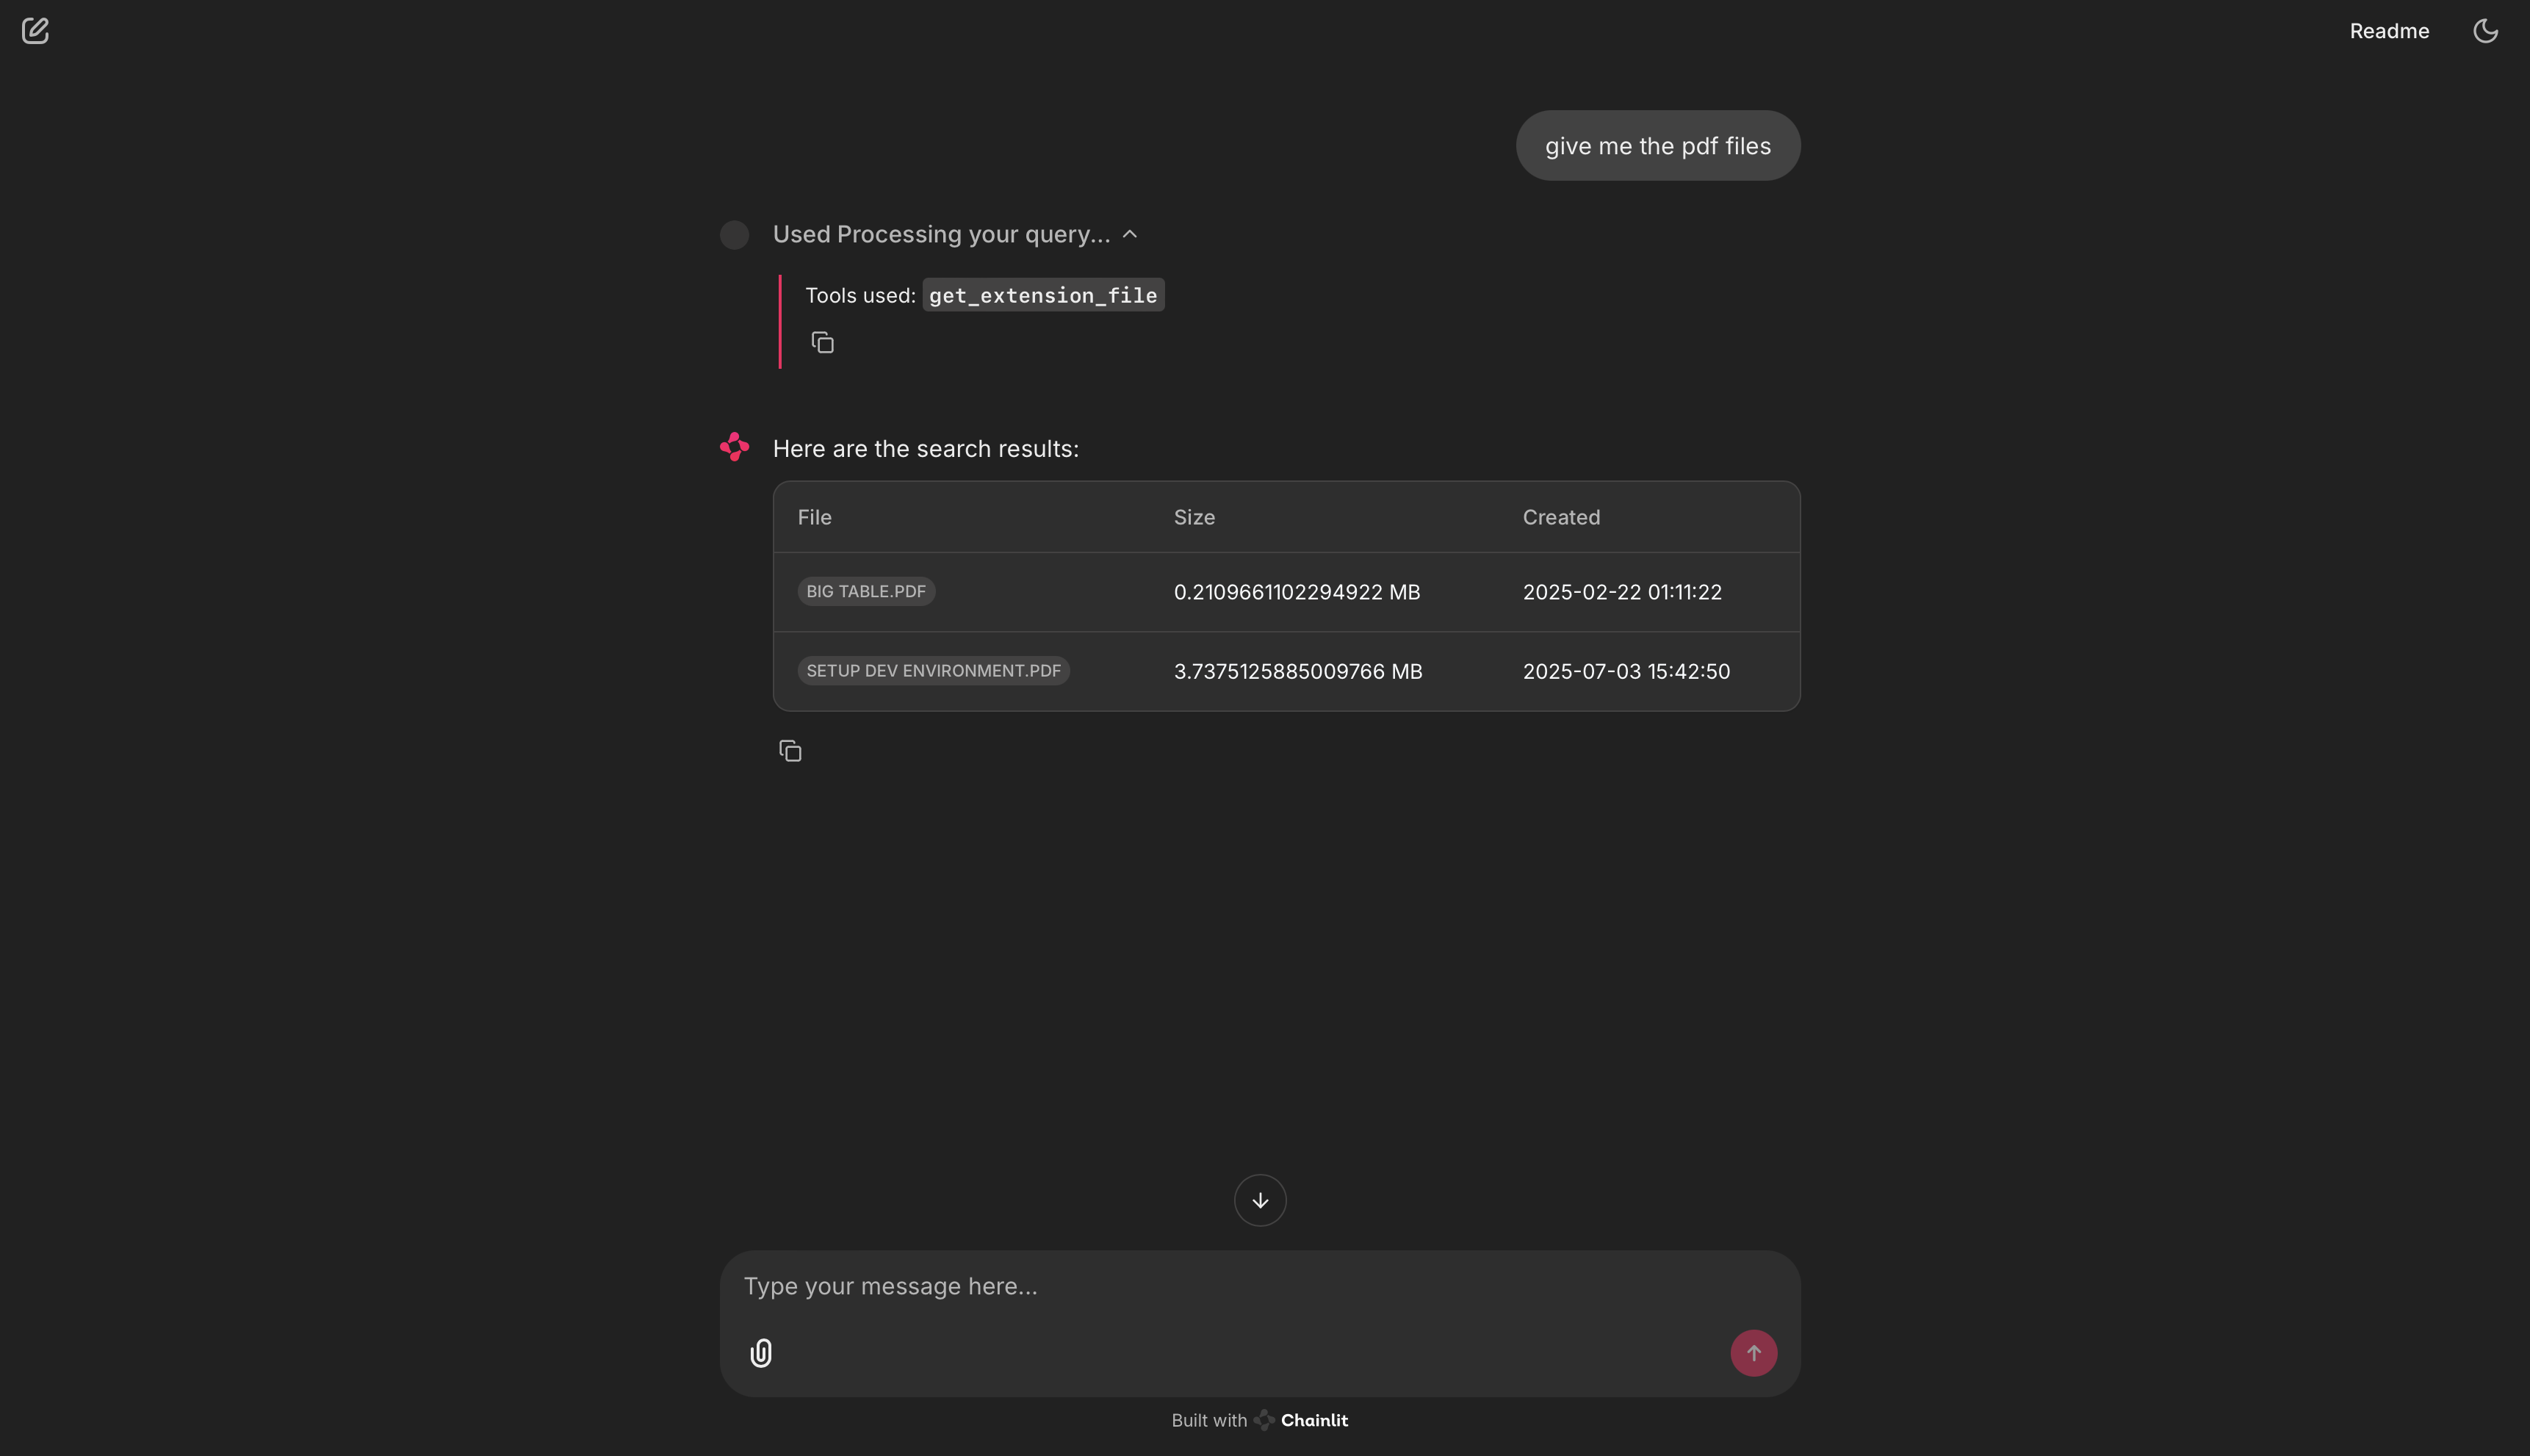 Readme
give me the pdf files
Used Processing your query...
Tools used: get_extension_file
Here are the search results:
File Size Created
BIG TABLE.PDF 0.2109661102294922 MB 2025-02-22 01:11:22
SETUP DEV ENVIRONMENT.PDF 3.7375125885009766 MB 2025-07-03 15:42:50
Type your message here...
Built with Chainlit